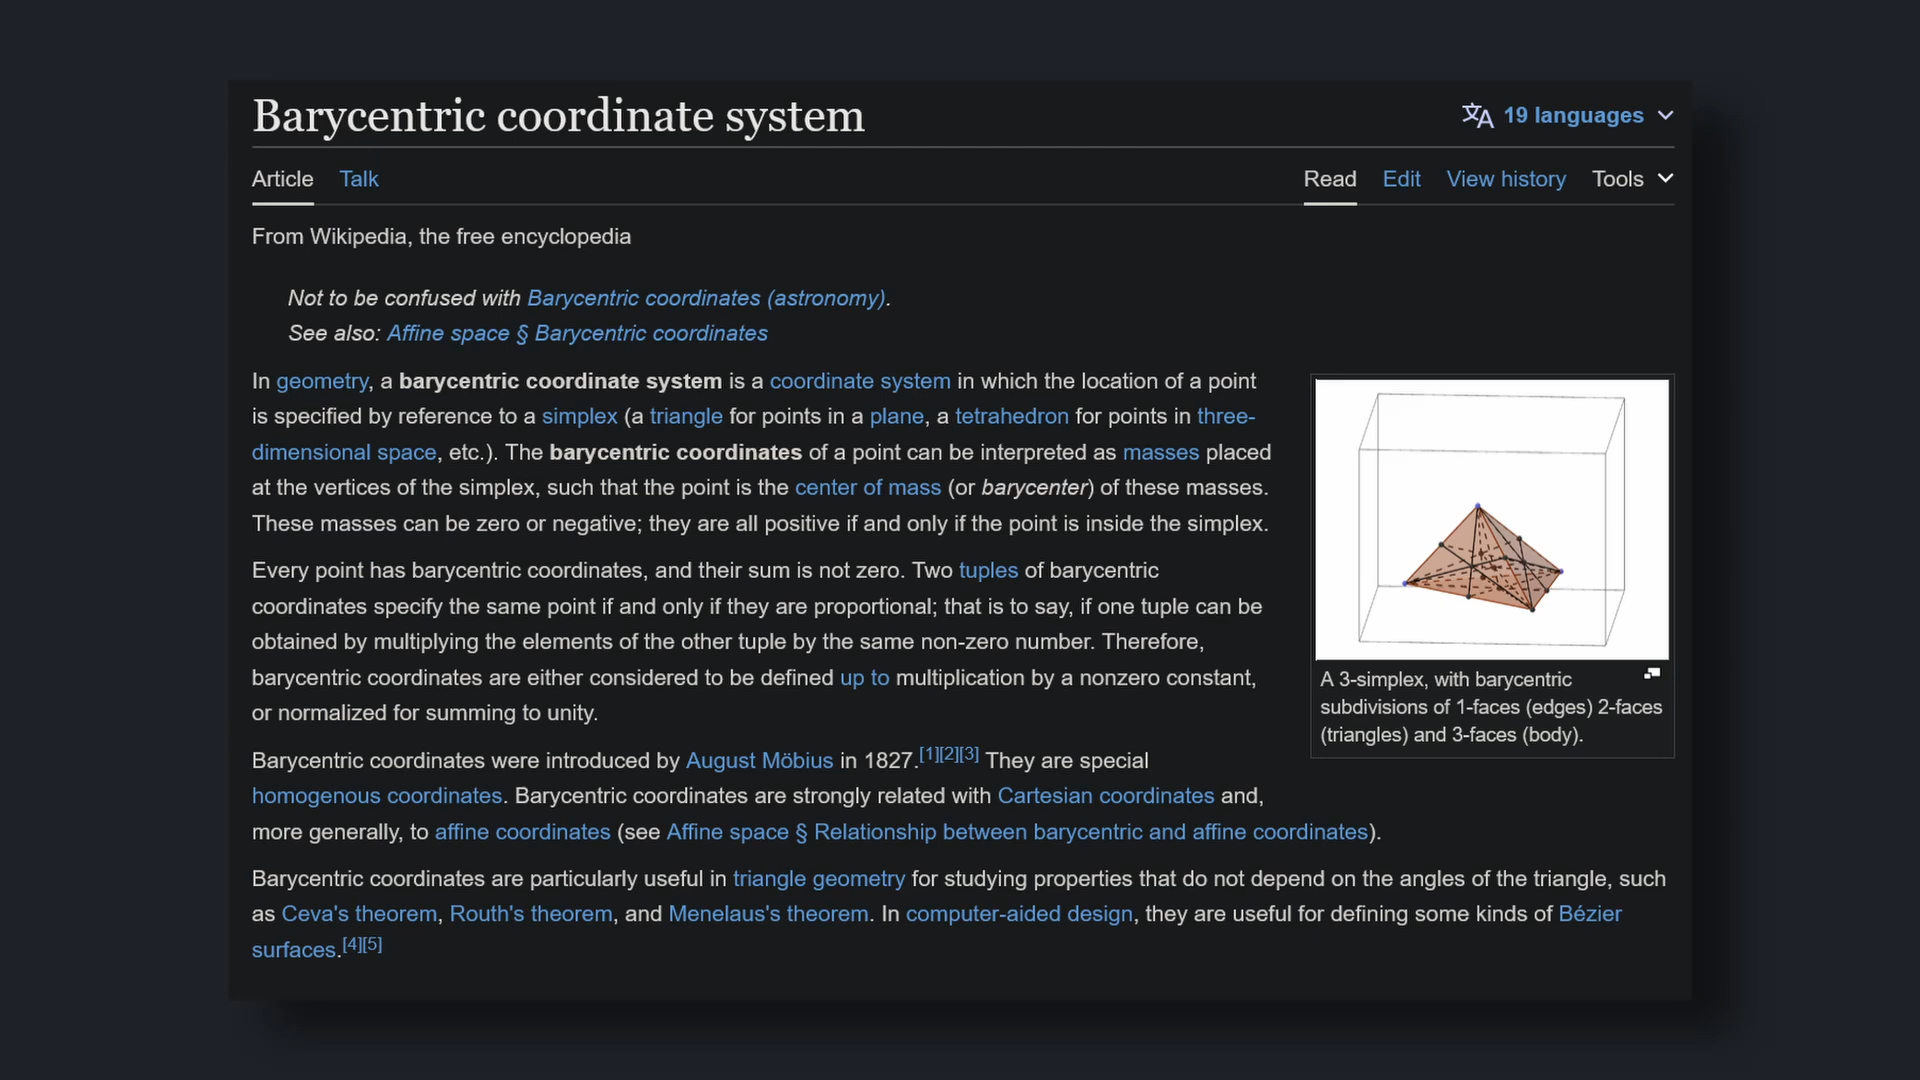 Barycentric coordinate system
19 languages
Article Talk
Read Edit View history Tools
From Wikipedia, the free encyclopedia
Not to be confused with Barycentric coordinates (astronomy).
See also: Affine space § Barycentric coordinates
In geometry, a barycentric coordinate system is a coordinate system in which the location of a point
is specified by reference to a simplex (a triangle for points in a plane, a tetrahedron for points in three-
dimensional space, etc.). The barycentric coordinates of a point can be interpreted as masses placed
at the vertices of the simplex, such that the point is the center of mass (or barycenter) of these masses.
These masses can be zero or negative; they are all positive if and only if the point is inside the simplex.
Every point has barycentric coordinates, and their sum is not zero. Two tuples of barycentric
coordinates specify the same point if and only if they are proportional; that is to say, if one tuple can be
obtained by multiplying the elements of the other tuple by the same non-zero number. Therefore,
barycentric coordinates are either considered to be defined up to multiplication by a nonzero constant,
or normalized for summing to unity.
A 3-simplex, with barycentric
subdivisions of 1-faces (edges) 2-faces
(triangles) and 3-faces (body).
Barycentric coordinates were introduced by August Möbius in 1827.[1][2][3] They are special
homogenous coordinates. Barycentric coordinates are strongly related with Cartesian coordinates and,
more generally, to affine coordinates (see Affine space § Relationship between barycentric and affine coordinates).
Barycentric coordinates are particularly useful in triangle geometry for studying properties that do not depend on the angles of the triangle, such
as Ceva's theorem, Routh's theorem, and Menelaus's theorem. In computer-aided design, they are useful for defining some kinds of Bézier
surfaces.[4][5]